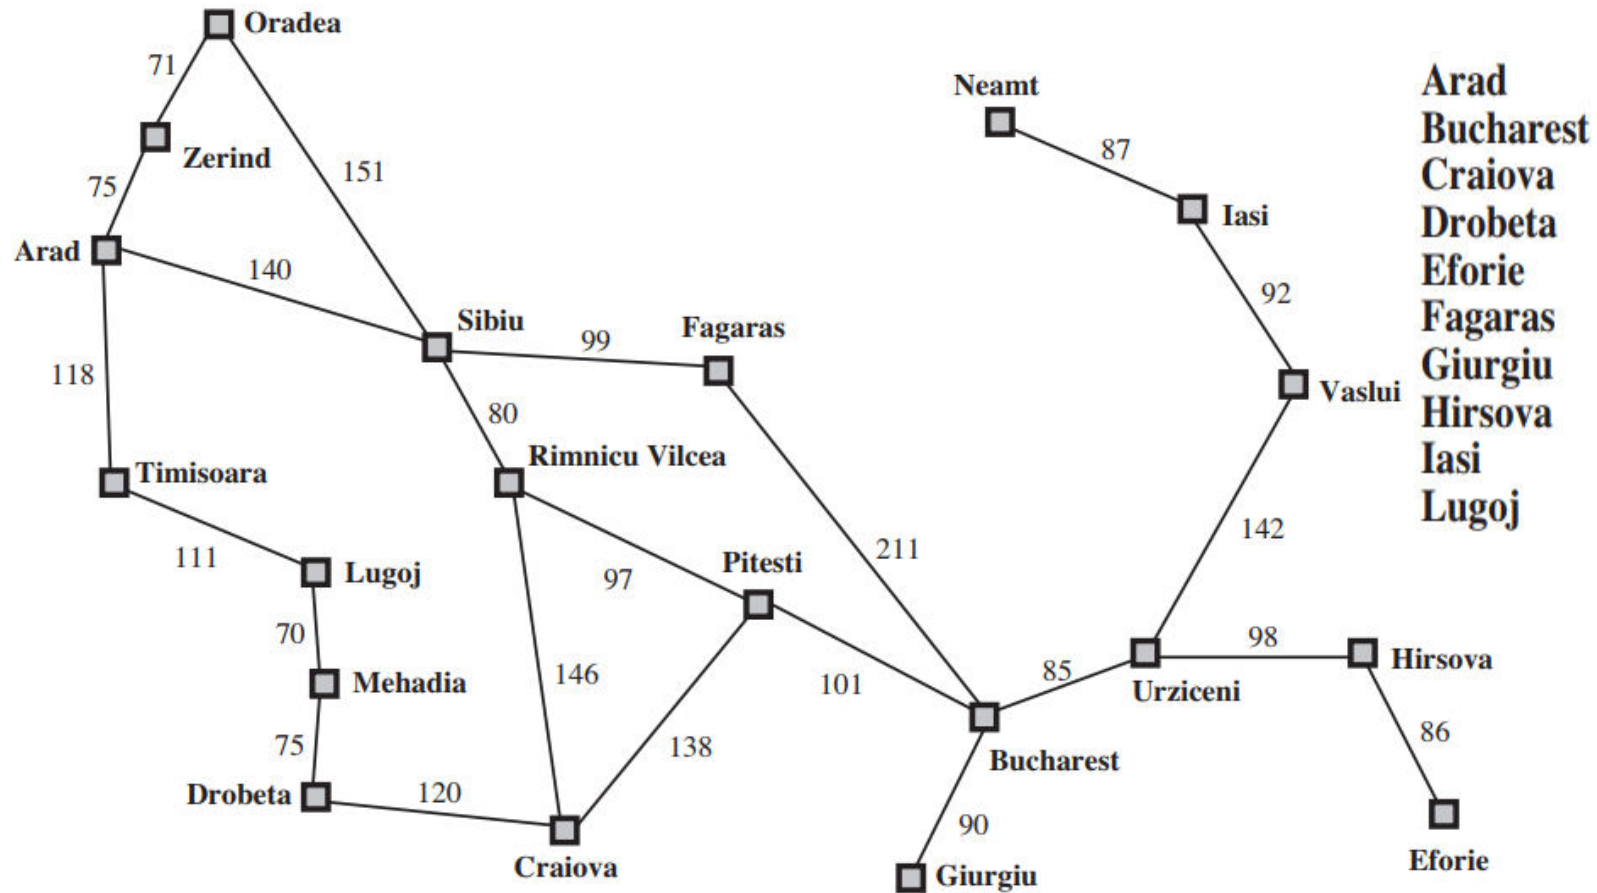 Oradea
71
Neamt
Arad
Bucharest
87
Zerind
151
Craiova
75
Iasi
Drobeta
Arad
140
Eforie
92
Sibiu
Fagaras
Fagaras
99
118
Giurgiu
Vaslui
80
Hirsova
Rimnicu Vilcea
Iasi
Timisoara
Lugoj
142
211
111
Lugoj
97
Pitesti
70
98
Hirsova
146
85
Mehadia
101
Urziceni
138
86
75
Bucharest
Drobeta
120
90
Eforie
Craiova
Giurgiu